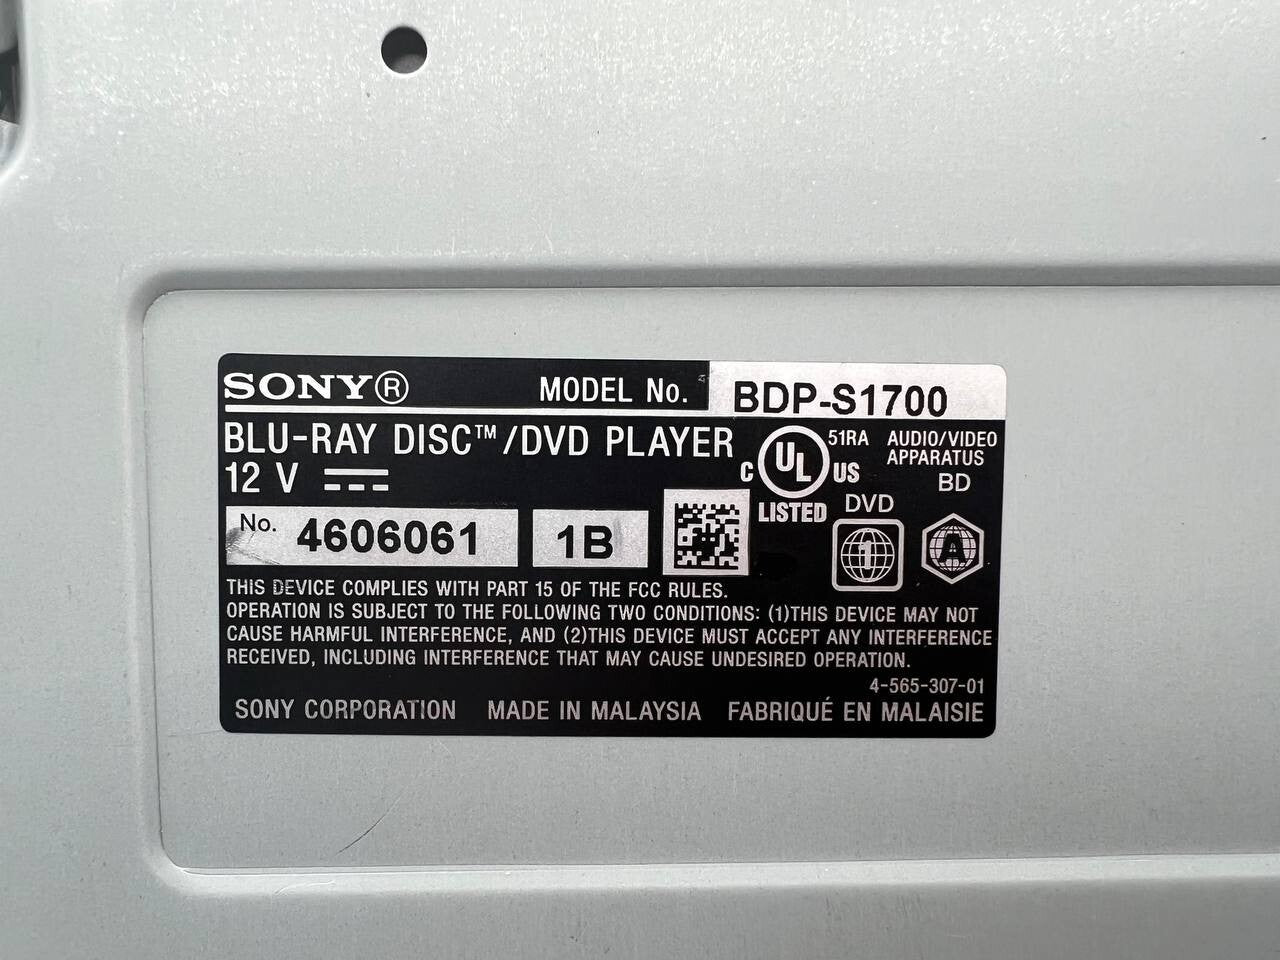 SONY® MODEL No. BDP-S1700
BLU-RAY DISC™/DVD PLAYER
12 V
C UL US 51RA
LISTED
AUDIO/VIDEO
APPARATUS
DVD BD
1 A
No. 4606061 1B
THIS DEVICE COMPLIES WITH PART 15 OF THE FCC RULES.
OPERATION IS SUBJECT TO THE FOLLOWING TWO CONDITIONS: (1)THIS DEVICE MAY NOT
CAUSE HARMFUL INTERFERENCE, AND (2)THIS DEVICE MUST ACCEPT ANY INTERFERENCE
RECEIVED, INCLUDING INTERFERENCE THAT MAY CAUSE UNDESIRED OPERATION.
4-565-307-01
SONY CORPORATION MADE IN MALAYSIA FABRIQUÉ EN MALAISIE